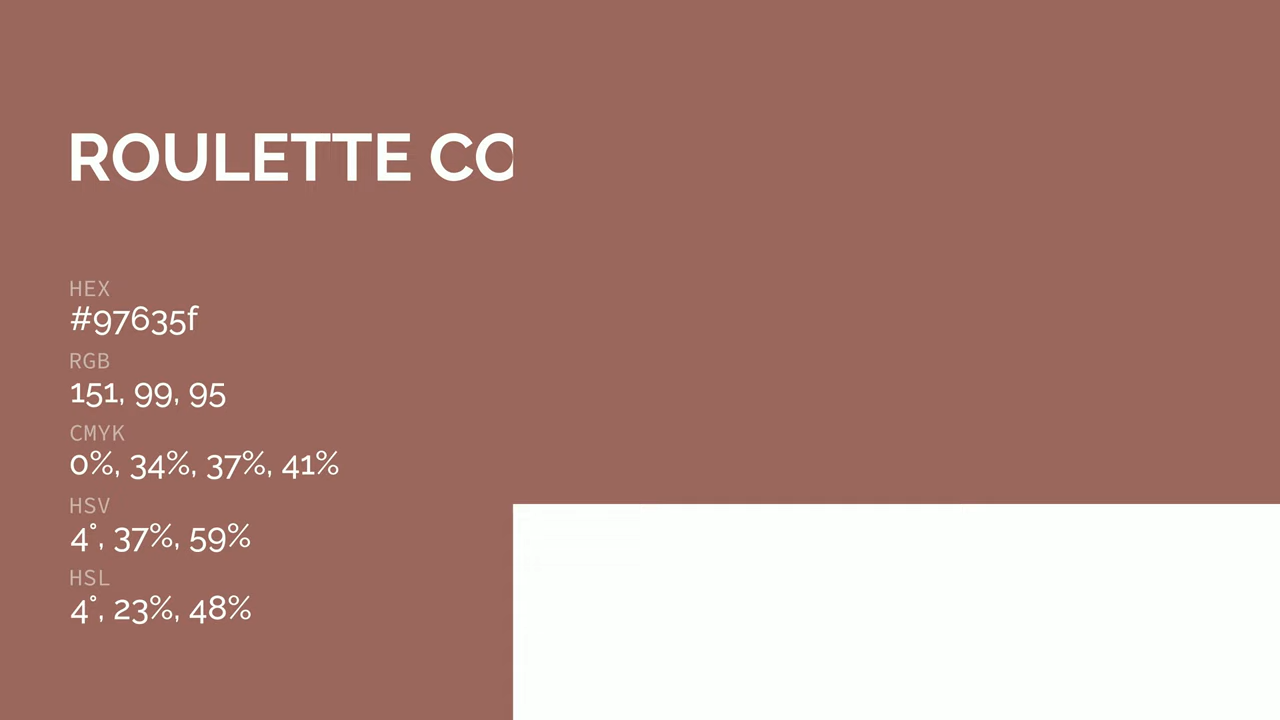 ROULETTE CO
HEX
#97635f
RGB
151, 99, 95
CMYK
0%, 34%, 37%, 41%
HSV
4°, 37%, 59%
HSL
4°, 23%, 48%